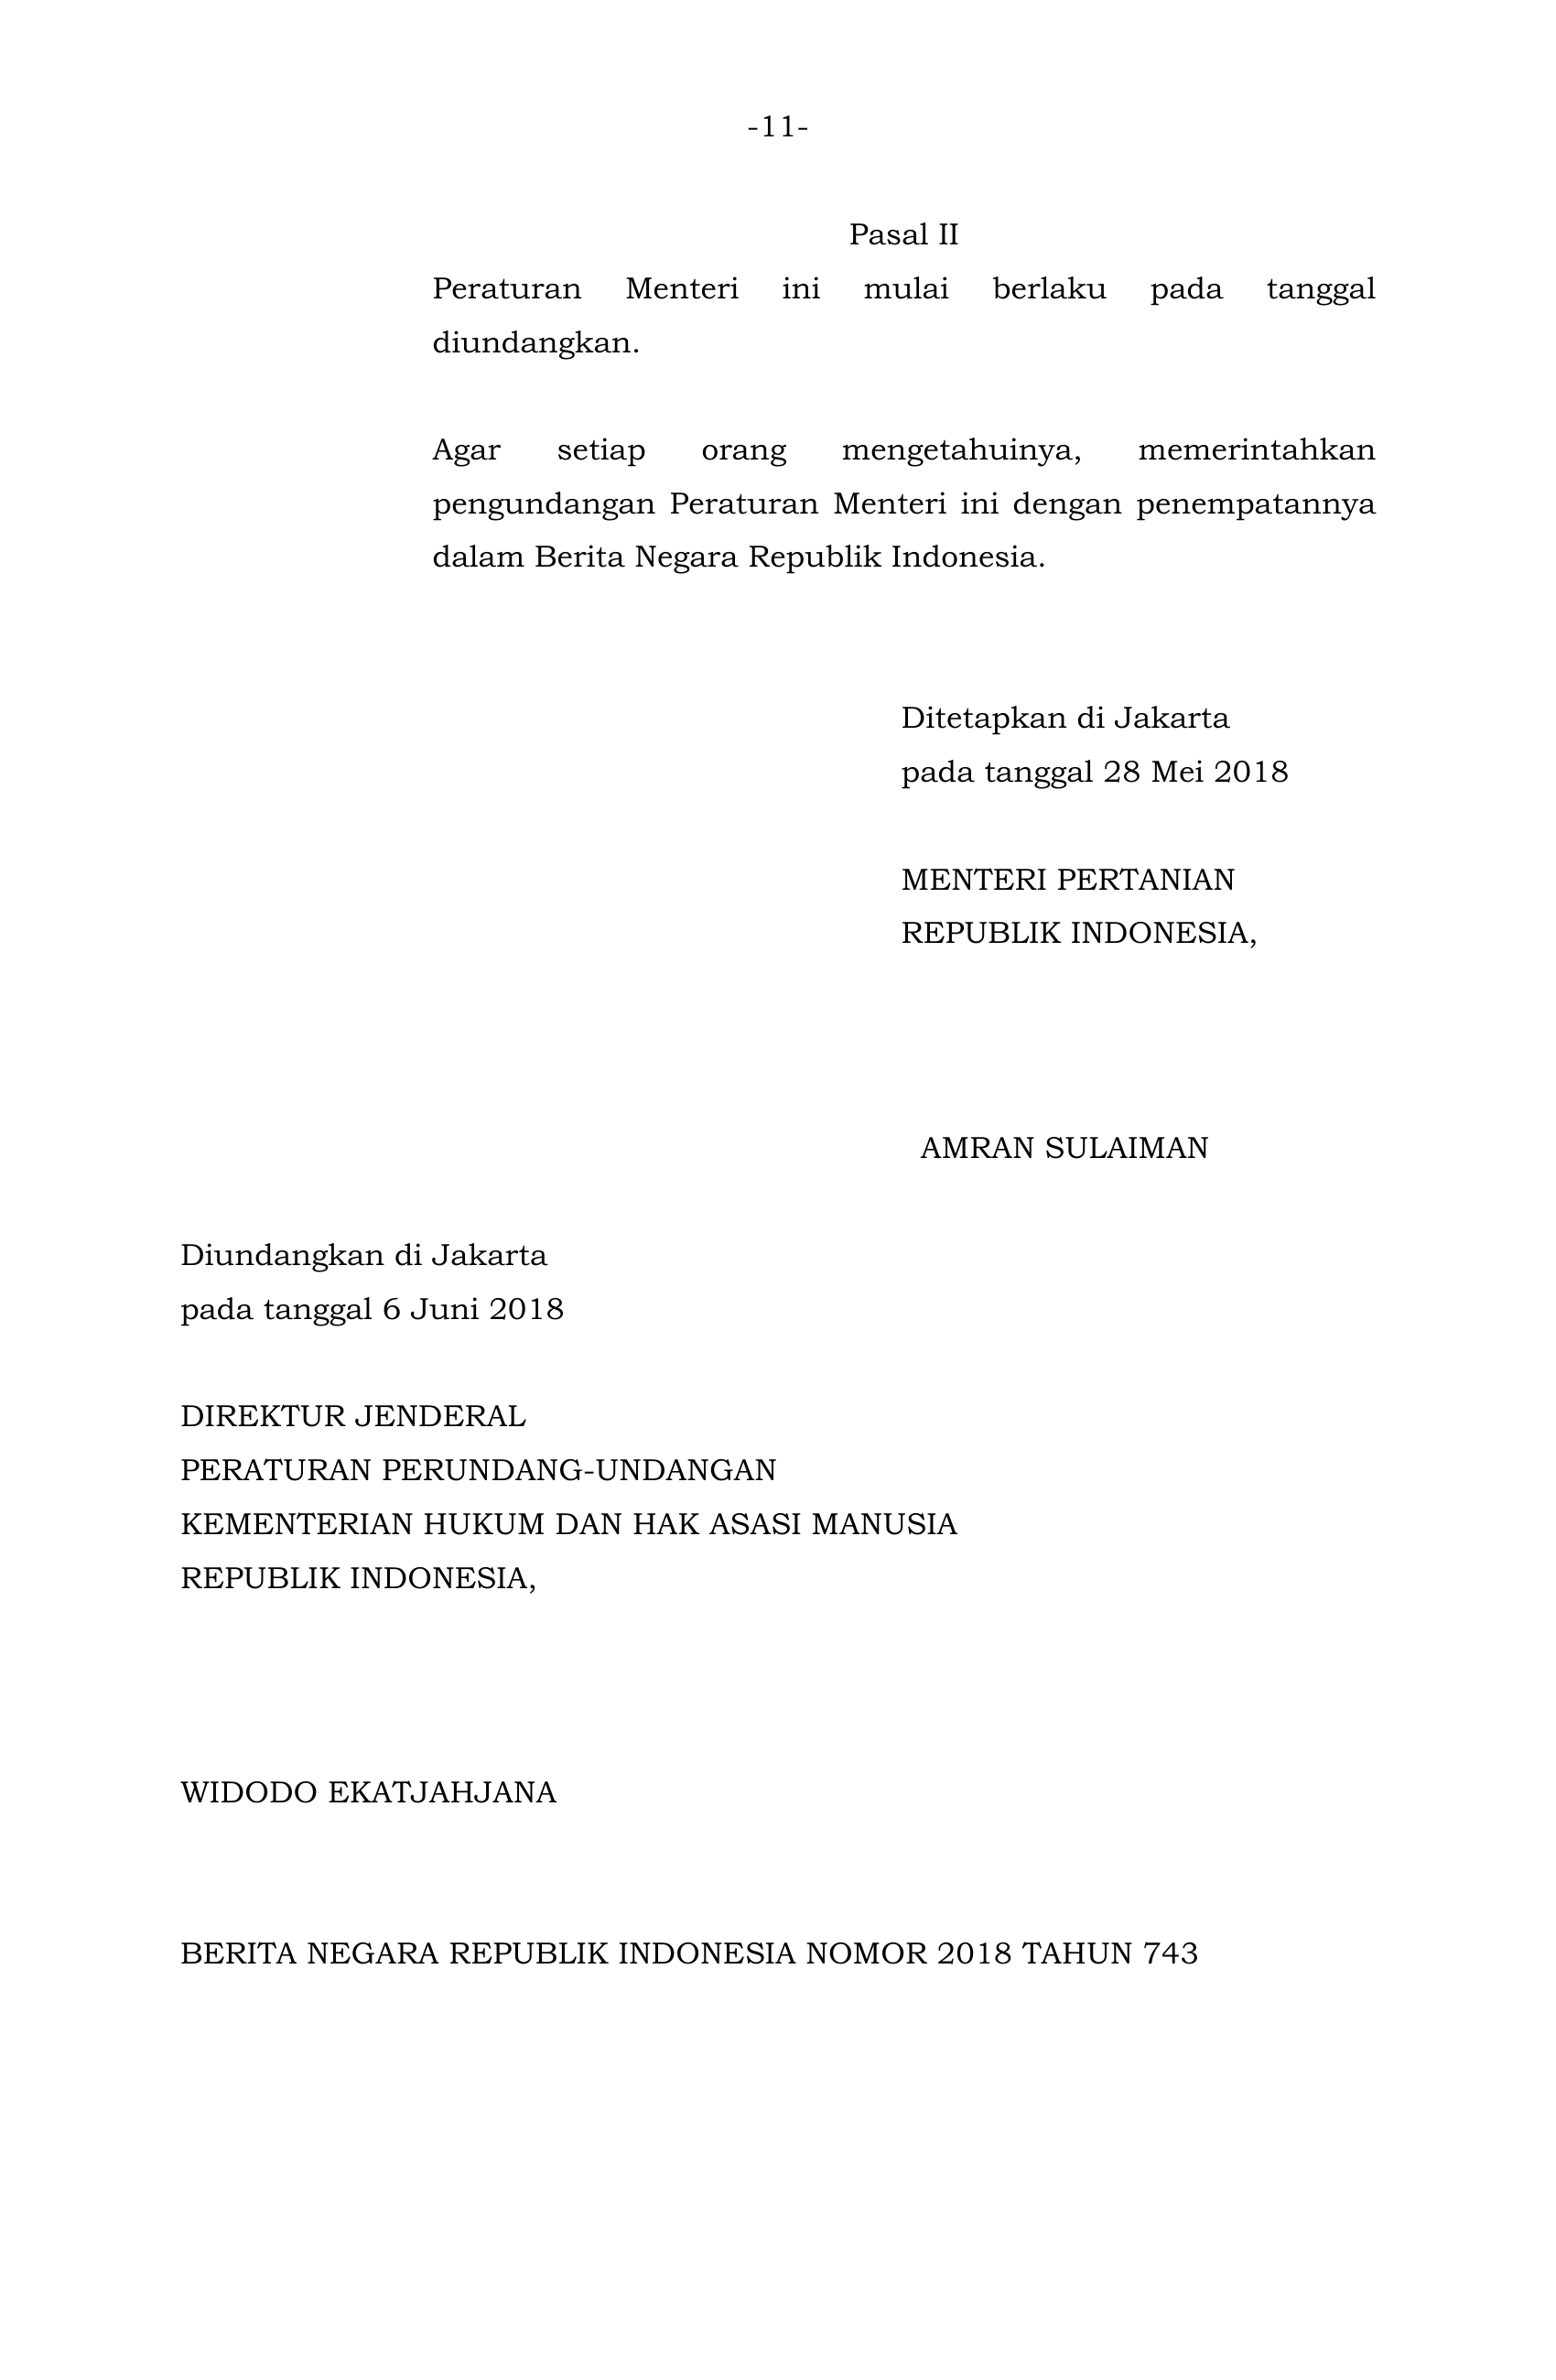 -11-
Pasal II
Peraturan Menteri ini mulai berlaku pada tanggal
diundangkan.
Agar setiap orang mengetahuinya, memerintahkan
pengundangan Peraturan Menteri ini dengan penempatannya
dalam Berita Negara Republik Indonesia.
Ditetapkan di Jakarta
pada tanggal 28 Mei 2018
MENTERI PERTANIAN
REPUBLIK INDONESIA,
AMRAN SULAIMAN
Diundangkan di Jakarta
pada tanggal 6 Juni 2018
DIREKTUR JENDERAL
PERATURAN PERUNDANG-UNDANGAN
KEMENTERIAN HUKUM DAN HAK ASASI MANUSIA
REPUBLIK INDONESIA,
WIDODO EKATJAHJANA
BERITA NEGARA REPUBLIK INDONESIA NOMOR 2018 TAHUN 743